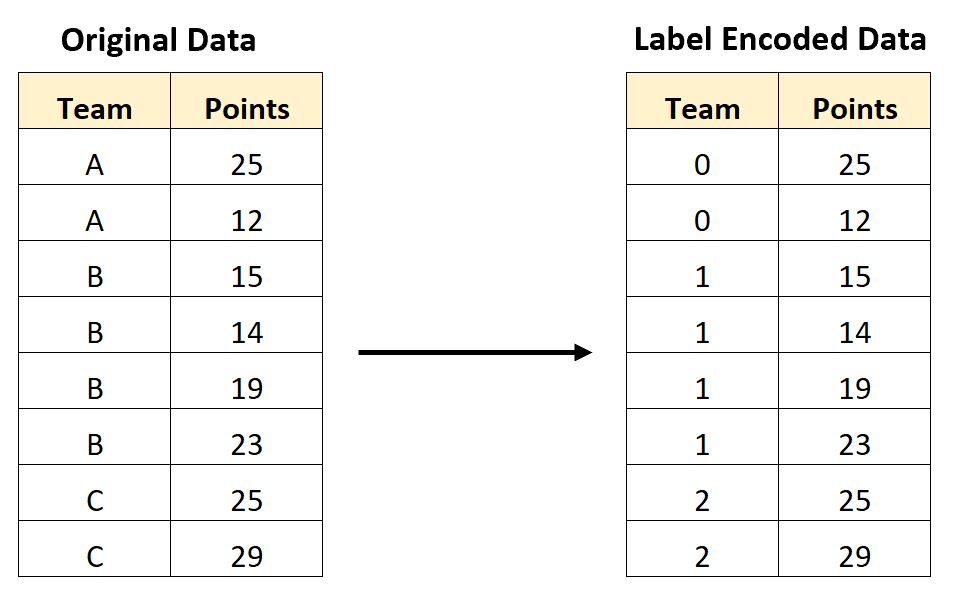 Original Data
Team Points
A 25
A 12
B 15
B 14
B 19
B 23
C 25
C 29
Label Encoded Data
Team Points
0 25
0 12
1 15
1 14
1 19
1 23
2 25
2 29